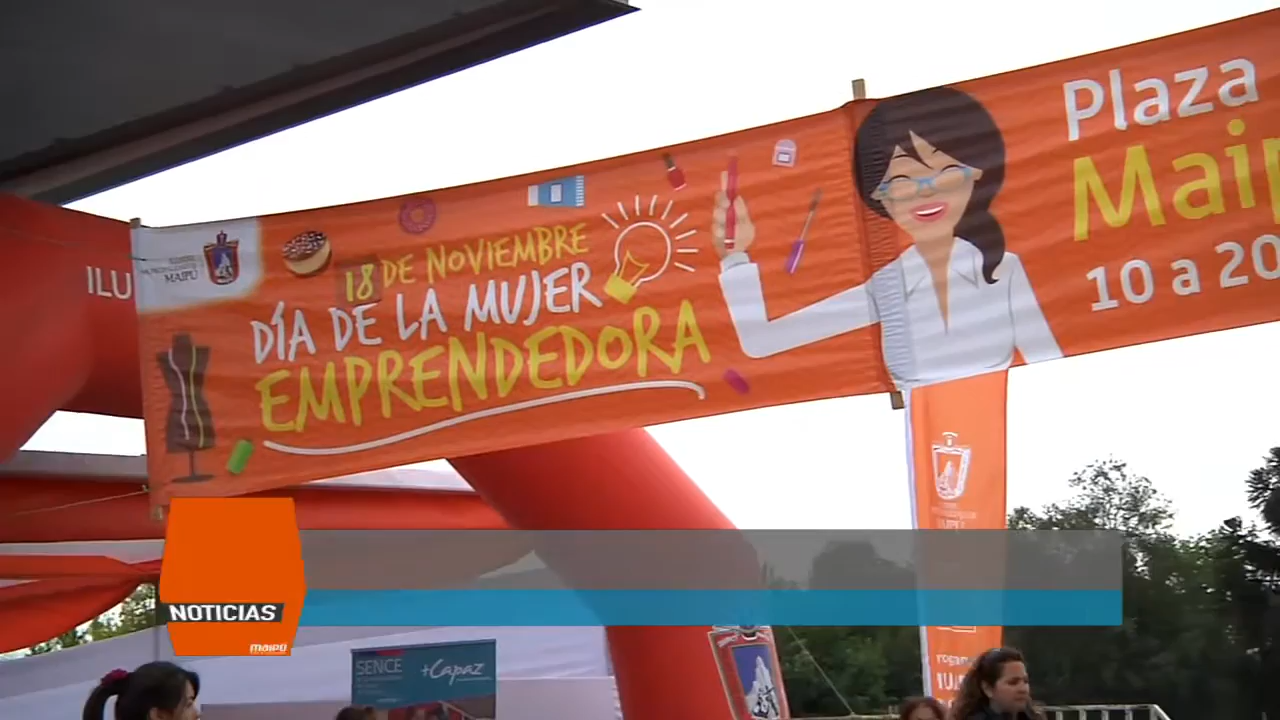 ILU
MAIPÚ
18 DE NOVIEMBRE
DÍA DE LA MUJER
EMPRENDEDORA
Plaza
Maip
10 a 20
NOTICIAS
MAIPÚ
SENCE
+Capaz